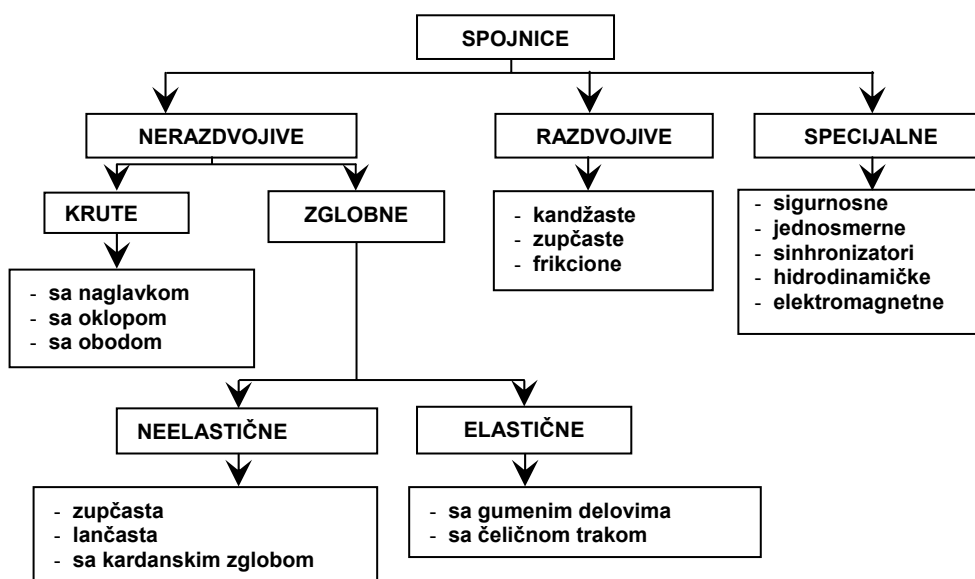 SPOJNICE
NERAZDVOJIVE
RAZDVOJIVE
SPECIJALNE
KRUTE
ZGLOBNE
- kandžaste
- zupčaste
- frikcione
- sigurnosne
- jednosmerne
- sinhronizatori
- hidrodinamičke
- elektromagnetne
- sa naglavkom
- sa oklopom
- sa obodom
NEELASTIČNE
ELASTIČNE
- zupčasta
- lančasta
- sa kardanskim zglobom
- sa gumenim delovima
- sa čeličnom trakom